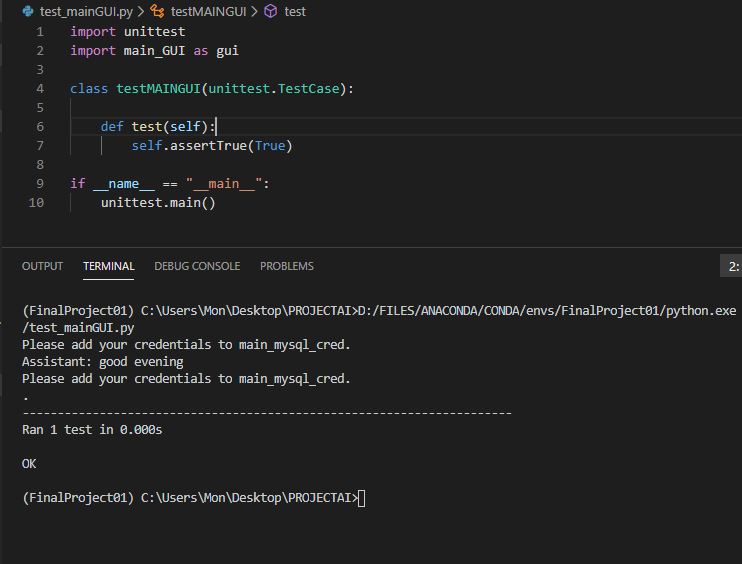 test_mainGUI.py > testMAINGUI > test
1 import unittest
2 import main_GUI as gui
3
4 class testMAINGUI(unittest.TestCase):
5
6     def test(self):
7         self.assertTrue(True)
8
9 if __name__ == "__main__":
10     unittest.main()
OUTPUT TERMINAL DEBUG CONSOLE PROBLEMS 2:
(FinalProject01) C:\Users\Mon\Desktop\PROJECTAI>D:/FILES/ANACONDA/CONDA/envs/FinalProject01/python.exe
/test_mainGUI.py
Please add your credentials to main_mysql_cred.
Assistant: good evening
Please add your credentials to main_mysql_cred.
.
----------------------------------------------------------------------
Ran 1 test in 0.000s
OK
(FinalProject01) C:\Users\Mon\Desktop\PROJECTAI>